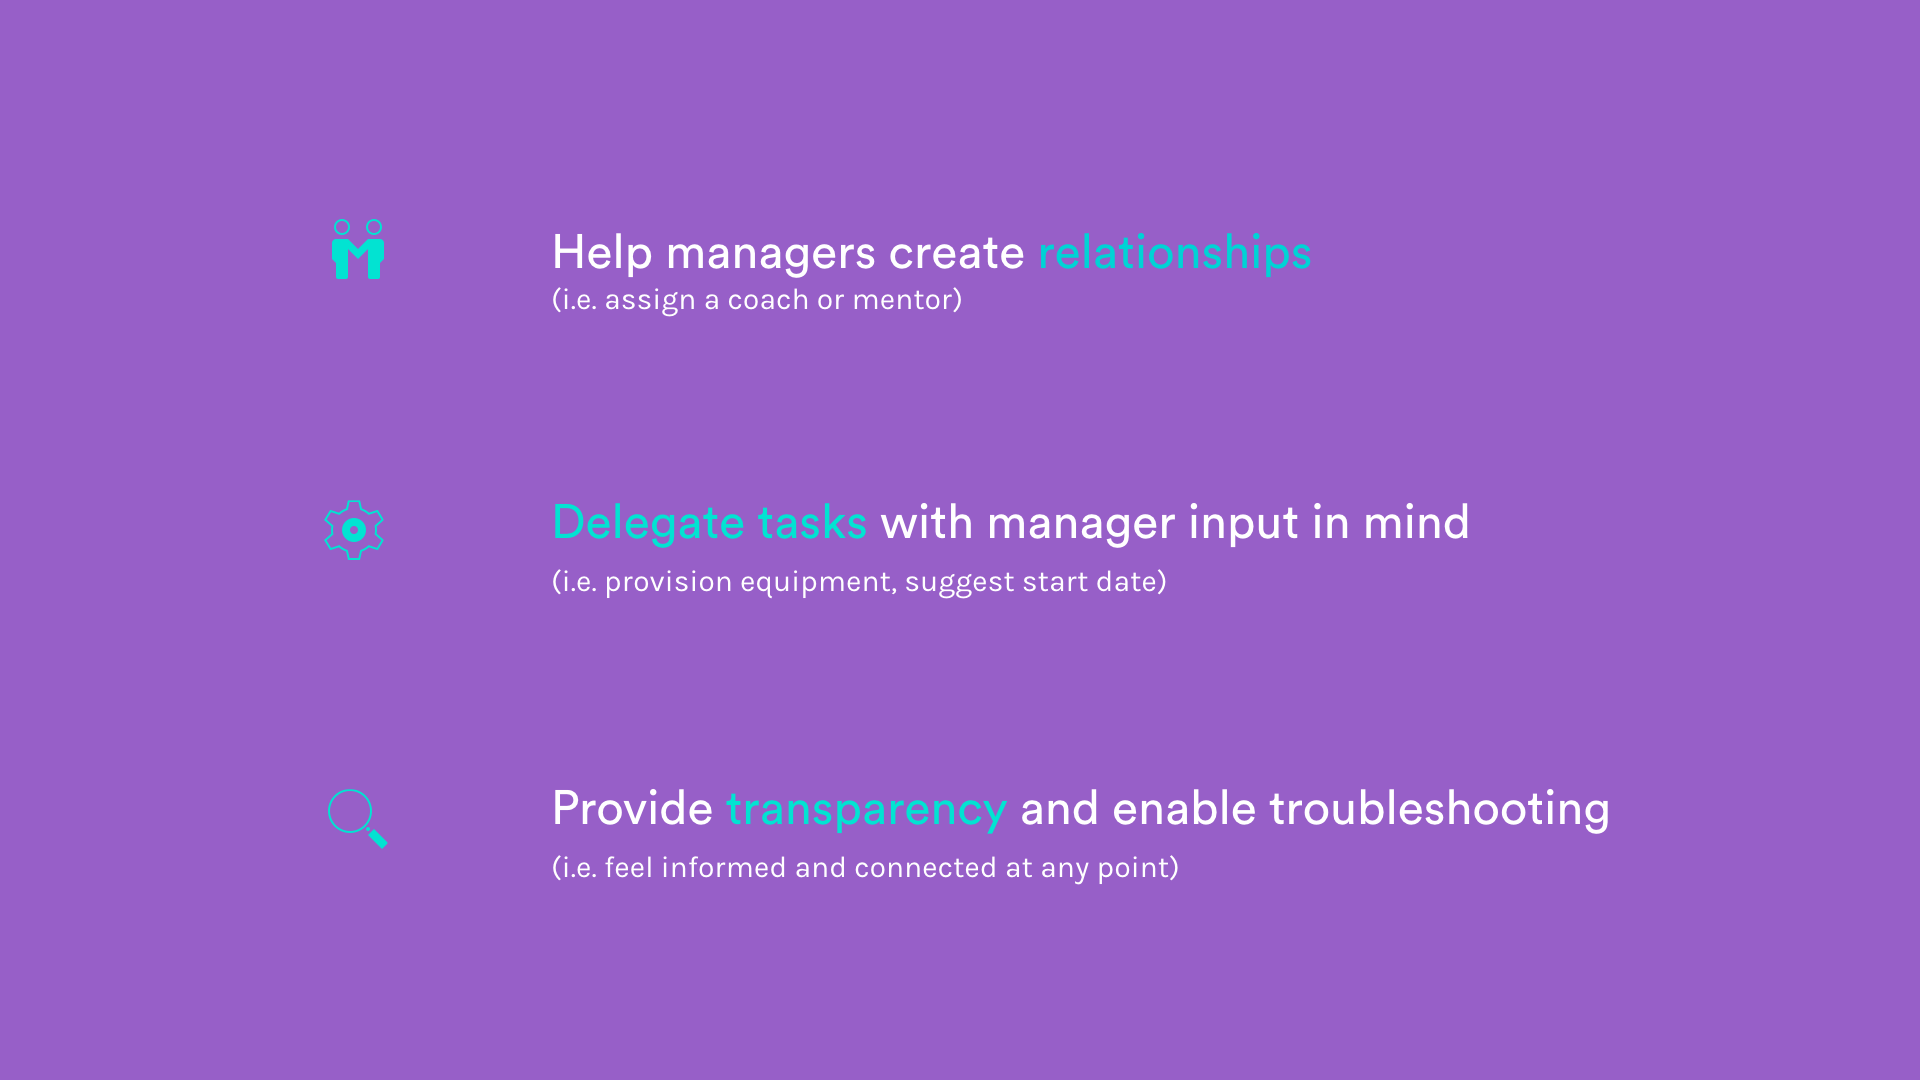 Help managers create relationships
(i.e. assign a coach or mentor)
Delegate tasks with manager input in mind
(i.e. provision equipment, suggest start date)
Provide transparency and enable troubleshooting
(i.e. feel informed and connected at any point)